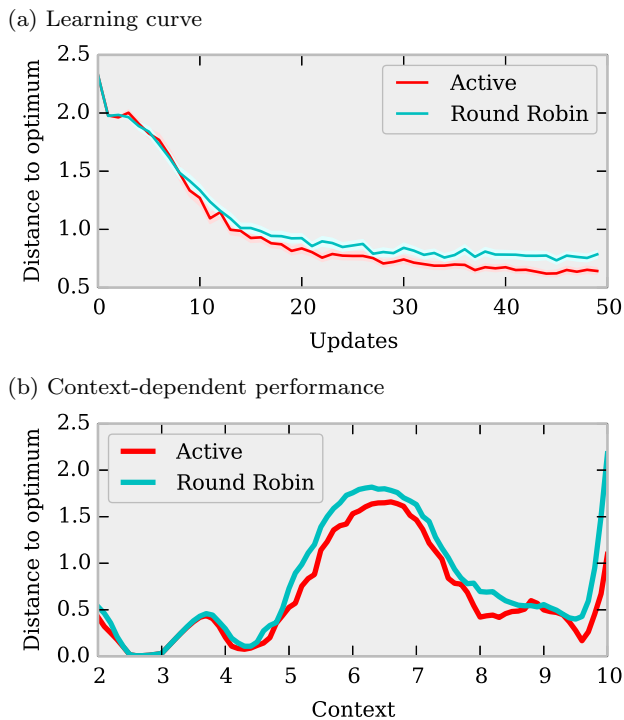 (a) Learning curve
2.5
2.0
1.5
1.0
0.5
Distance to optimum
Active
Round Robin
0 10 20 30 40 50
Updates
(b) Context-dependent performance
2.5
2.0
1.5
1.0
0.5
0.0
Distance to optimum
Active
Round Robin
2 3 4 5 6 7 8 9 10
Context